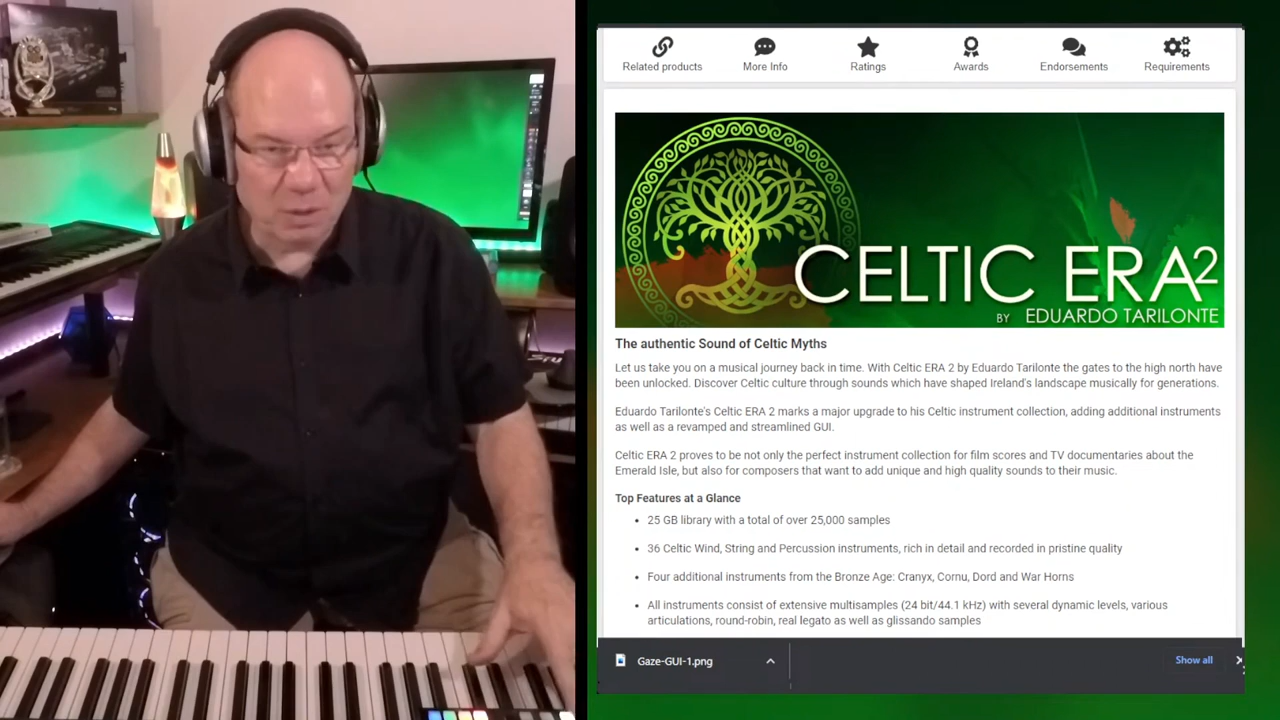 Related products
More Info
Ratings
Awards
Endorsements
Requirements
CELTIC ERA2
BY EDUARDO TARILONTE
The authentic Sound of Celtic Myths
Let us take you on a musical journey back in time. With Celtic ERA 2 by Eduardo Tarilonte the gates to the high north have
been unlocked. Discover Celtic culture through sounds which have shaped Ireland's landscape musically for generations.
Eduardo Tarilonte's Celtic ERA 2 marks a major upgrade to his Celtic instrument collection, adding additional instruments
as well as a revamped and streamlined GUI.
Celtic ERA 2 proves to be not only the perfect instrument collection for film scores and TV documentaries about the
Emerald Isle, but also for composers that want to add unique and high quality sounds to their music.
Top Features at a Glance
25 GB library with a total of over 25,000 samples
36 Celtic Wind, String and Percussion instruments, rich in detail and recorded in pristine quality
Four additional instruments from the Bronze Age: Cranyx, Cornu, Dord and War Horns
All instruments consist of extensive multisamples (24 bit/44.1 kHz) with several dynamic levels, various
articulations, round-robin, real legato as well as glissando samples
Gaze-GUI-1.png
Show all